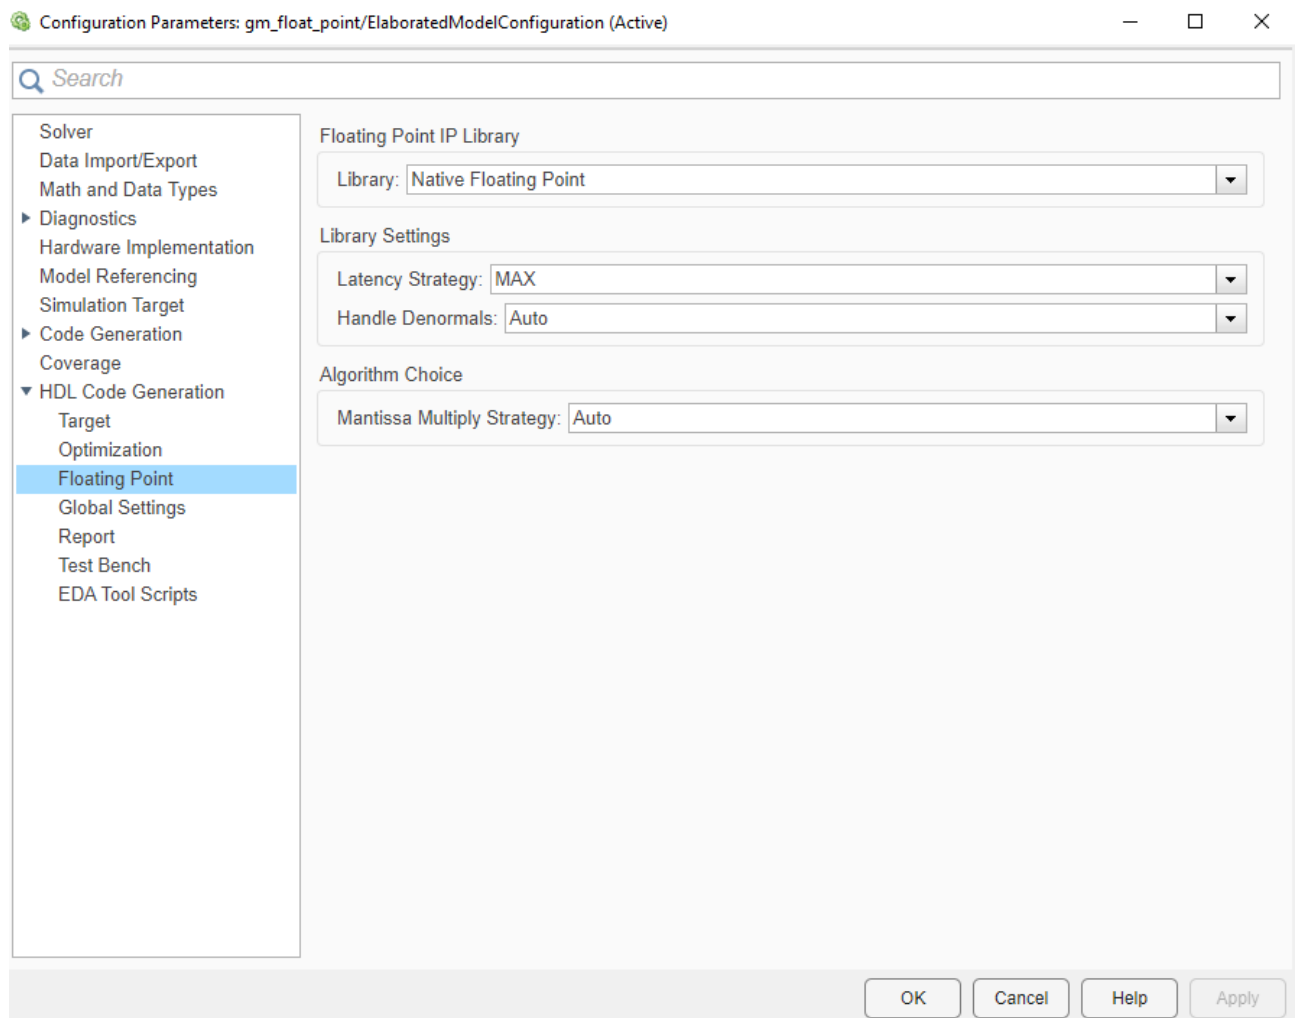 Configuration Parameters: gm_float_point/ElaboratedModelConfiguration (Active)
Search
Solver
Data Import/Export
Math and Data Types
Diagnostics
Hardware Implementation
Model Referencing
Simulation Target
Code Generation
Coverage
HDL Code Generation
Target
Optimization
Floating Point
Global Settings
Report
Test Bench
EDA Tool Scripts
Floating Point IP Library
Library: Native Floating Point
Library Settings
Latency Strategy: MAX
Handle Denormals: Auto
Algorithm Choice
Mantissa Multiply Strategy: Auto
OK Cancel Help Apply